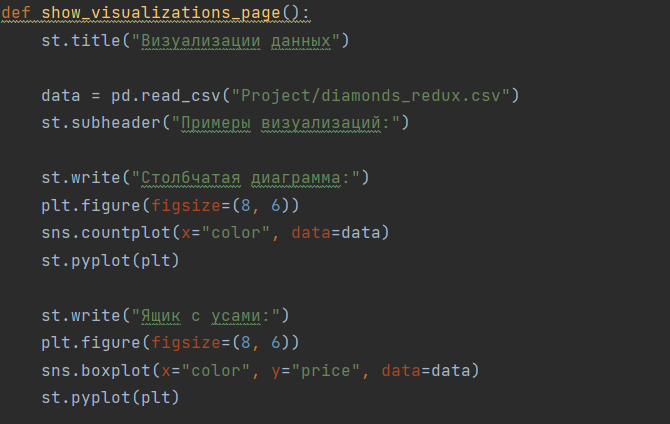 def show_visualizations_page():
    st.title("Визуализации данных")

    data = pd.read_csv("Project/diamonds_redux.csv")
    st.subheader("Примеры визуализаций:")

    st.write("Столбчатая диаграмма:")
    plt.figure(figsize=(8, 6))
    sns.countplot(x="color", data=data)
    st.pyplot(plt)

    st.write("Ящик с усами:")
    plt.figure(figsize=(8, 6))
    sns.boxplot(x="color", y="price", data=data)
    st.pyplot(plt)